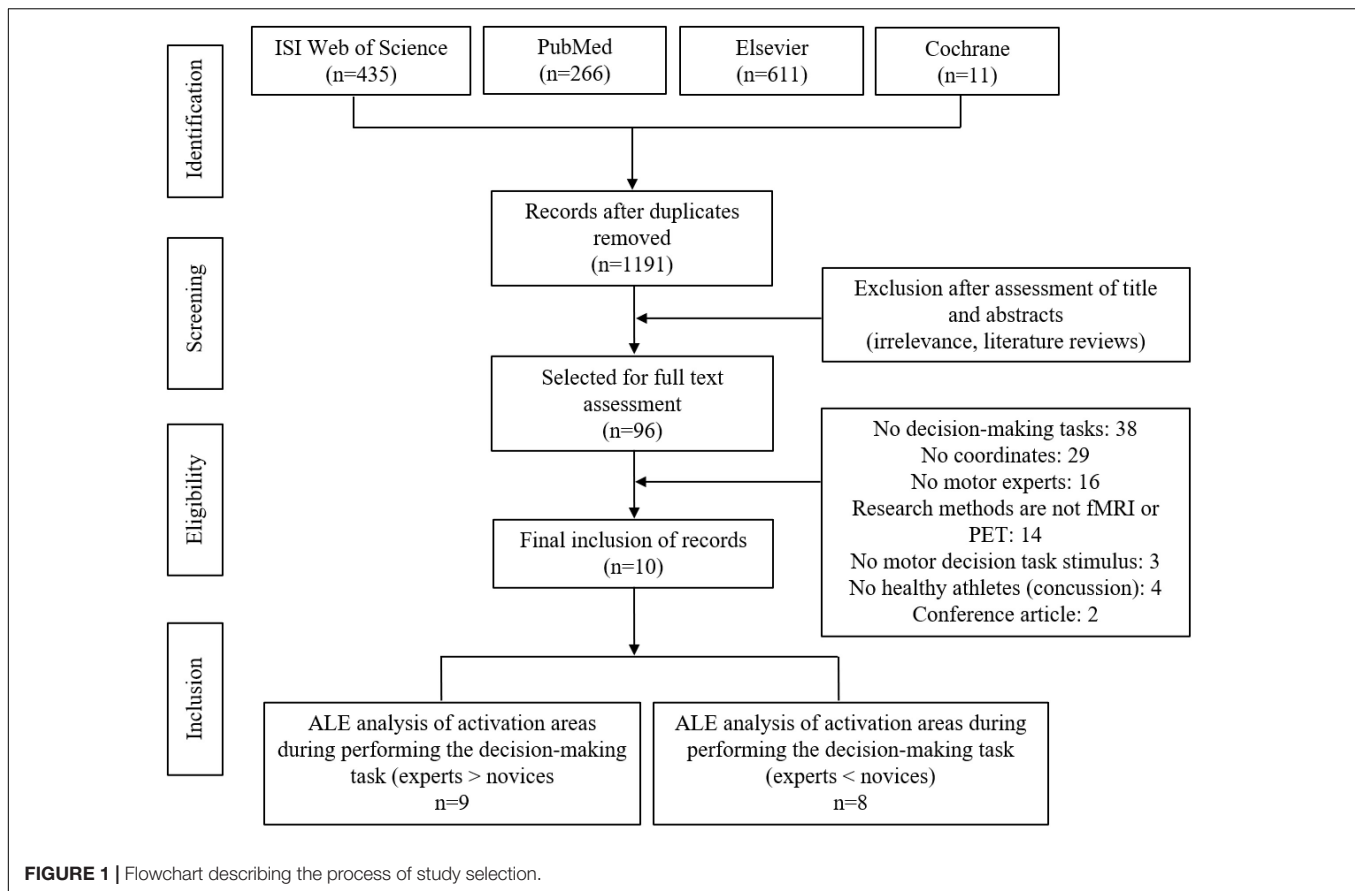 Identification
ISI Web of Science
(n=435)
PubMed
(n=266)
Elsevier
(n=611)
Cochrane
(n=11)
Records after duplicates
removed
(n=1191)
Screening
Exclusion after assessment of title
and abstracts
(irrelevance, literature reviews)
Selected for full text
assessment
(n=96)
Eligibility
No decision-making tasks: 38
No coordinates: 29
No motor experts: 16
Research methods are not fMRI or
PET: 14
No motor decision task stimulus: 3
No healthy athletes (concussion): 4
Conference article: 2
Final inclusion of records
(n=10)
Inclusion
ALE analysis of activation areas
during performing the decision-making
task (experts > novices
n=9
ALE analysis of activation areas during
performing the decision-making task
(experts < novices)
n=8
FIGURE 1 | Flowchart describing the process of study selection.